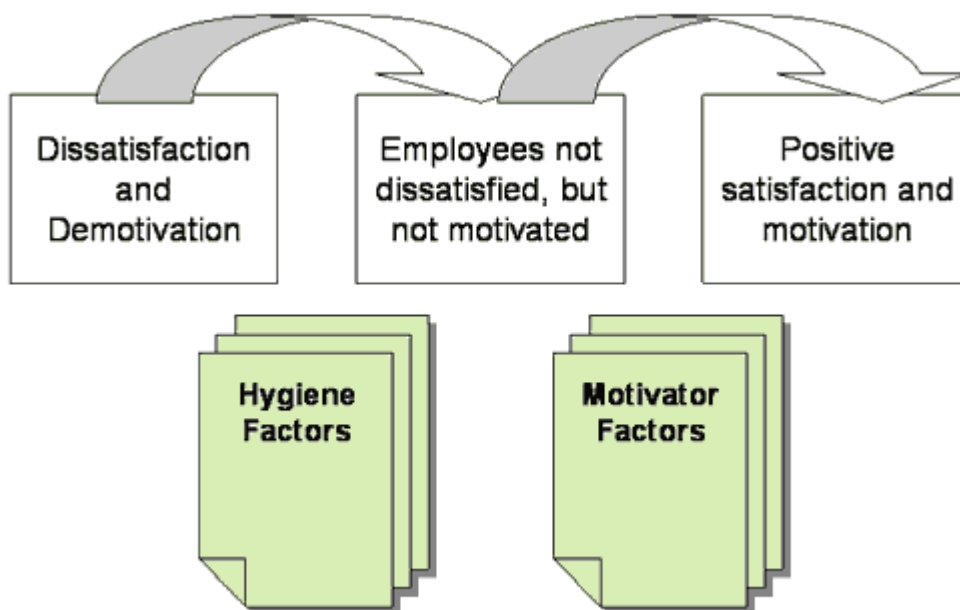 Dissatisfaction
and
Demotivation
Employees not
dissatisfied, but
not motivated
Positive
satisfaction and
motivation
Hygiene
Factors
Motivator
Factors